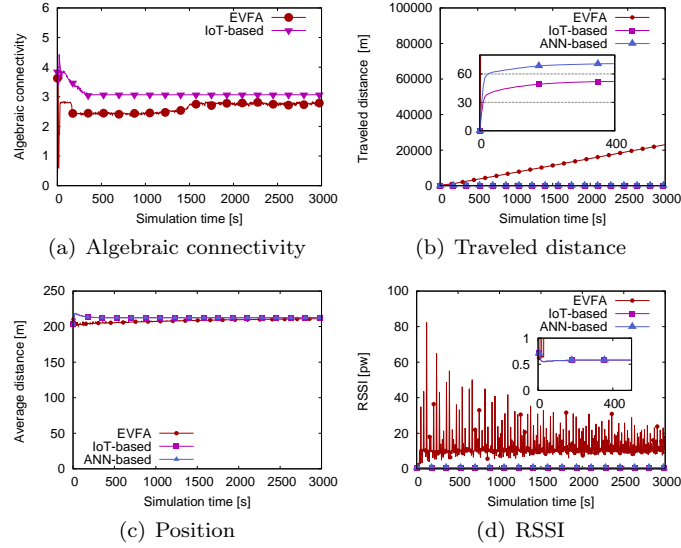 EVFA
IoT-based
6
5
4
3
2
1
0
0 500 1000 1500 2000 2500 3000
Algebraic connectivity
Simulation time [s]
(a) Algebraic connectivity
EVFA
IoT-based
ANN-based
100000
80000
60000
40000
20000
0
60
30
0
0 400
0 500 1000 1500 2000 2500 3000
Traveled distance [m]
Simulation time [s]
(b) Traveled distance
250
200
150
100
50
0
EVFA
IoT-based
ANN-based
0 500 1000 1500 2000 2500 3000
Average distance [m]
Simulation time [s]
(c) Position
EVFA
IoT-based
ANN-based
100
80
60
40
20
0
1
0.5
0
0 400
0 500 1000 1500 2000 2500 3000
RSSI [pw]
Simulation time [s]
(d) RSSI